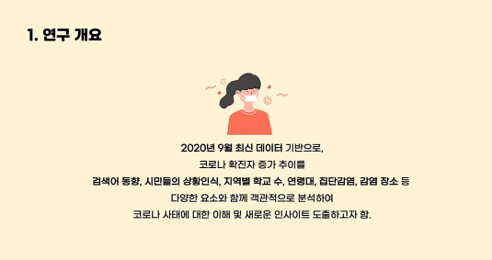 1. 연구 개요
2020년 9월 최신 데이터 기반으로,
코로나 확진자 증가 추이를
검색어 동향, 시민들의 상황인식, 지역별 학교 수, 연령대, 집단감염, 감염 장소 등
다양한 요소와 함께 객관적으로 분석하여
코로나 사태에 대한 이해 및 새로운 인사이트 도출하고자 함.